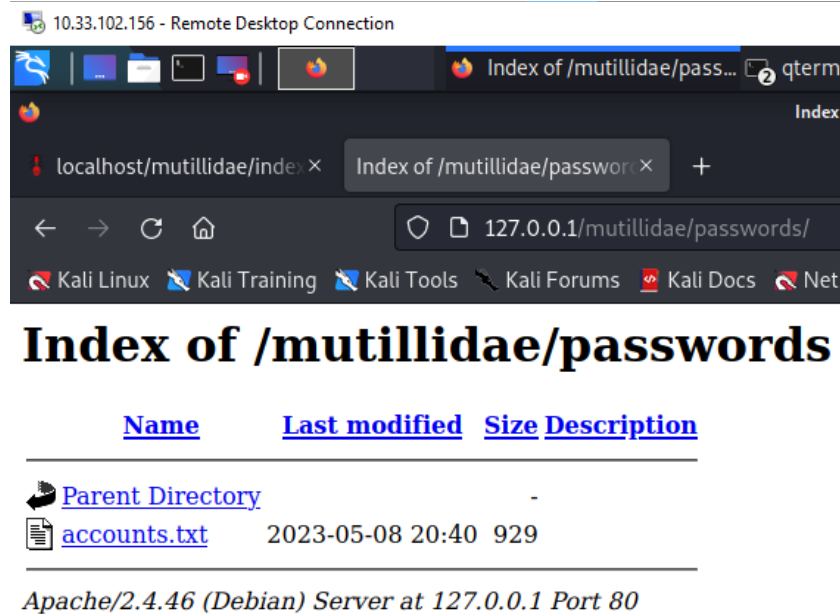 10.33.102.156 - Remote Desktop Connection
Index of /mutillidae/pass... 2 qterm
Index
localhost/mutillidae/index Index of /mutillidae/password
127.0.0.1/mutillidae/passwords/
Kali Linux Kali Training Kali Tools Kali Forums Kali Docs Net
Index of /mutillidae/passwords
Name Last modified Size Description
Parent Directory -
accounts.txt 2023-05-08 20:40 929
Apache/2.4.46 (Debian) Server at 127.0.0.1 Port 80